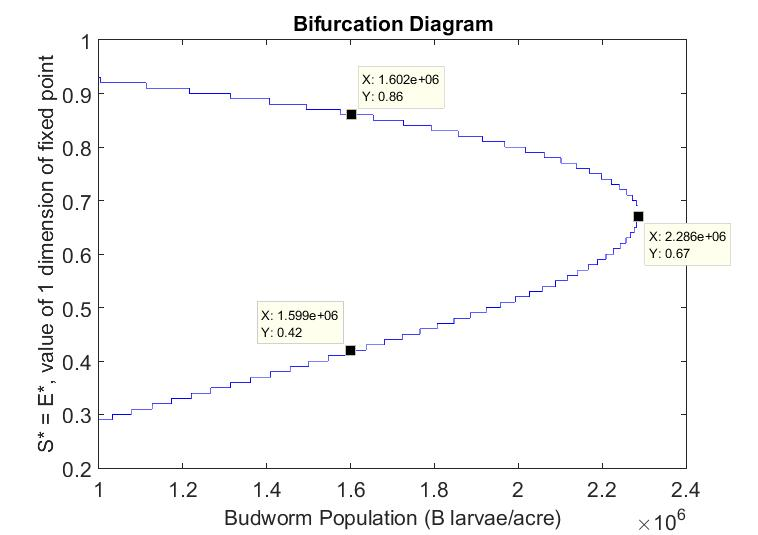 Bifurcation Diagram
S* = E*, value of 1 dimension of fixed point
1
0.9
0.8
0.7
0.6
0.5
0.4
0.3
0.2
X: 1.602e+06
Y: 0.86
X: 2.286e+06
Y: 0.67
X: 1.599e+06
Y: 0.42
1
1.2
1.4
1.6
1.8
2
2.2
2.4
Budworm Population (B larvae/acre)
×10^6